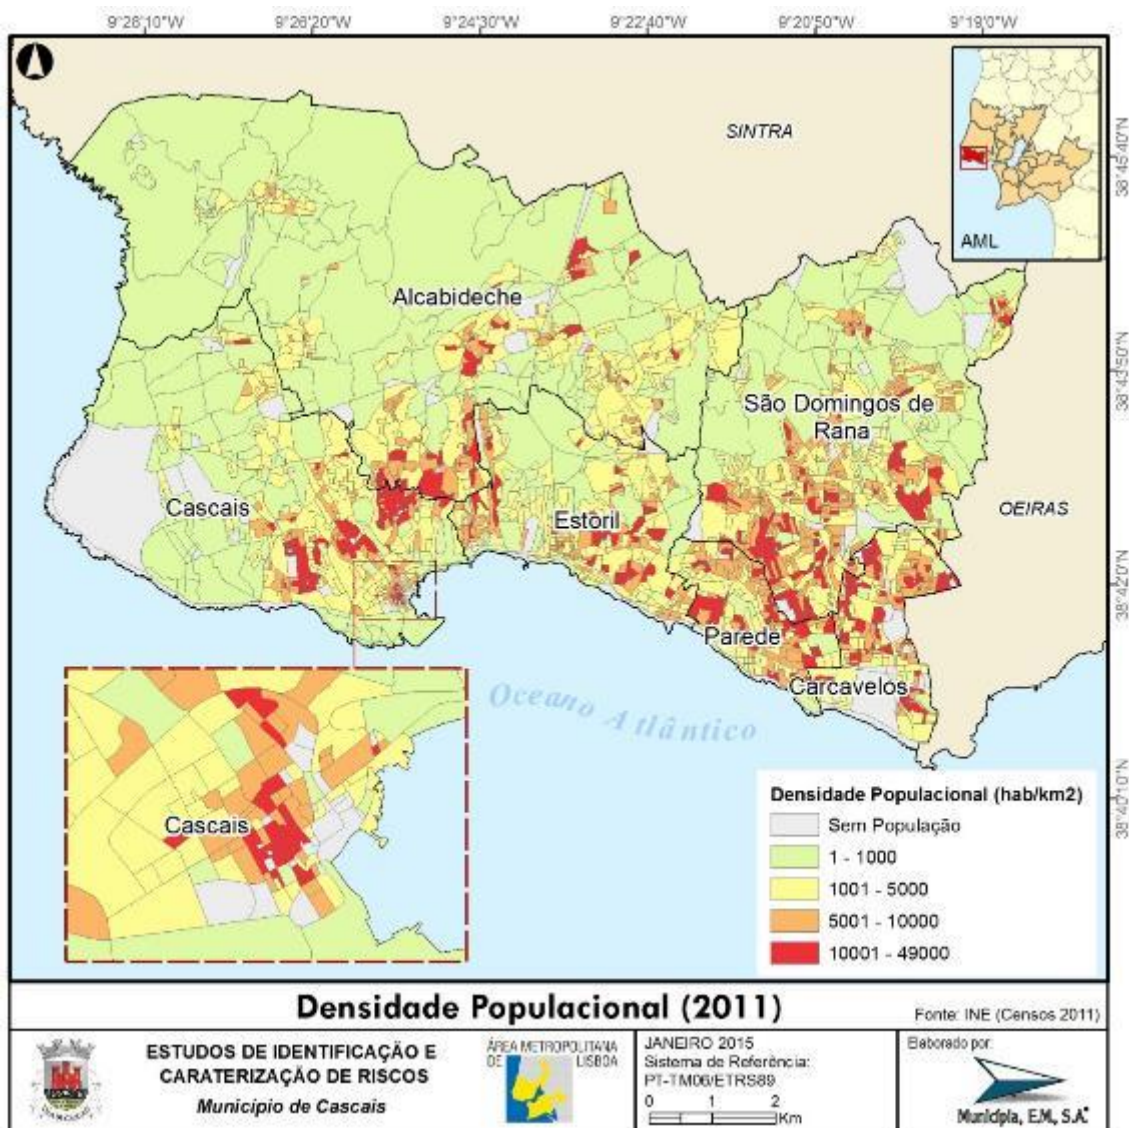 9°28'10"W 9°26'20"W 9°24'30"W 9°22'40"W 9°20'50"W 9°18'0"W
SINTRA
38°45'40"N
AML
Alcabideche
38°43'50"N
São Domingos de
Rana
Cascais
Estoril
OEIRAS
38°42'0"N
Parede
Carcavelos
Oceano Atlântico
38°40'10"N
Cascais
Densidade Populacional (hab/km2)
Sem População
1 - 1000
1001 - 5000
5001 - 10000
10001 - 49000
Densidade Populacional (2011)
Fonte: INE (Censos 2011)
ESTUDOS DE IDENTIFICAÇÃO E
CARATERIZAÇÃO DE RISCOS
Município de Cascais
ÁREA METROPOLITANA
DE LISBOA
JANEIRO 2015
Sistema de Referência:
PT-TM06/ETRS89
0 1 2
Km
Elaborado por:
Municípia, E.M., S.A.